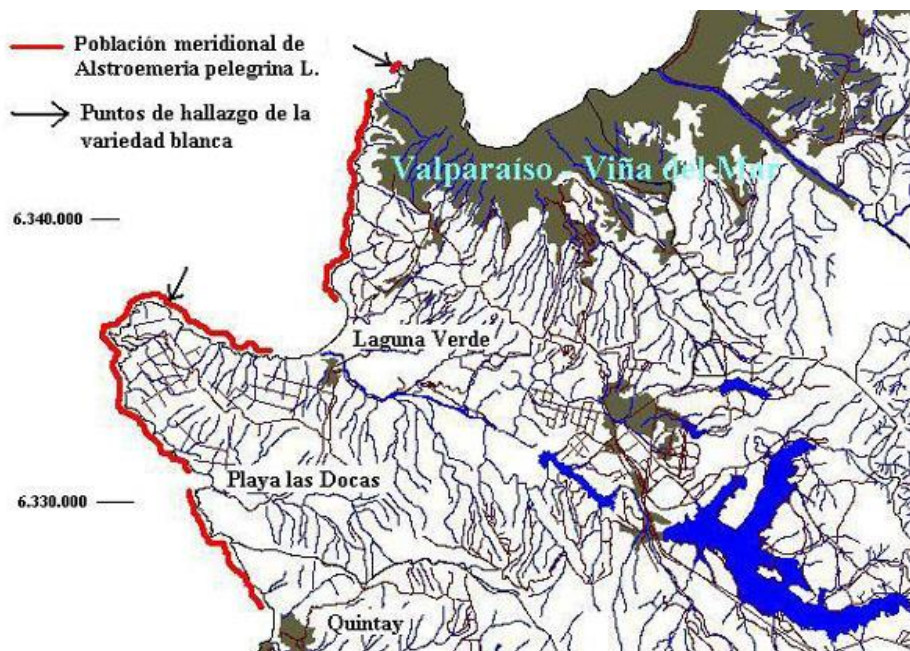 Población meridional de
Alstroemeria pelegrina L.
Puntos de hallazgo de la
variedad blanca
Valparaíso - Viña del Mar
6.340.000
Laguna Verde
Playa las Docas
6.330.000
Quintay